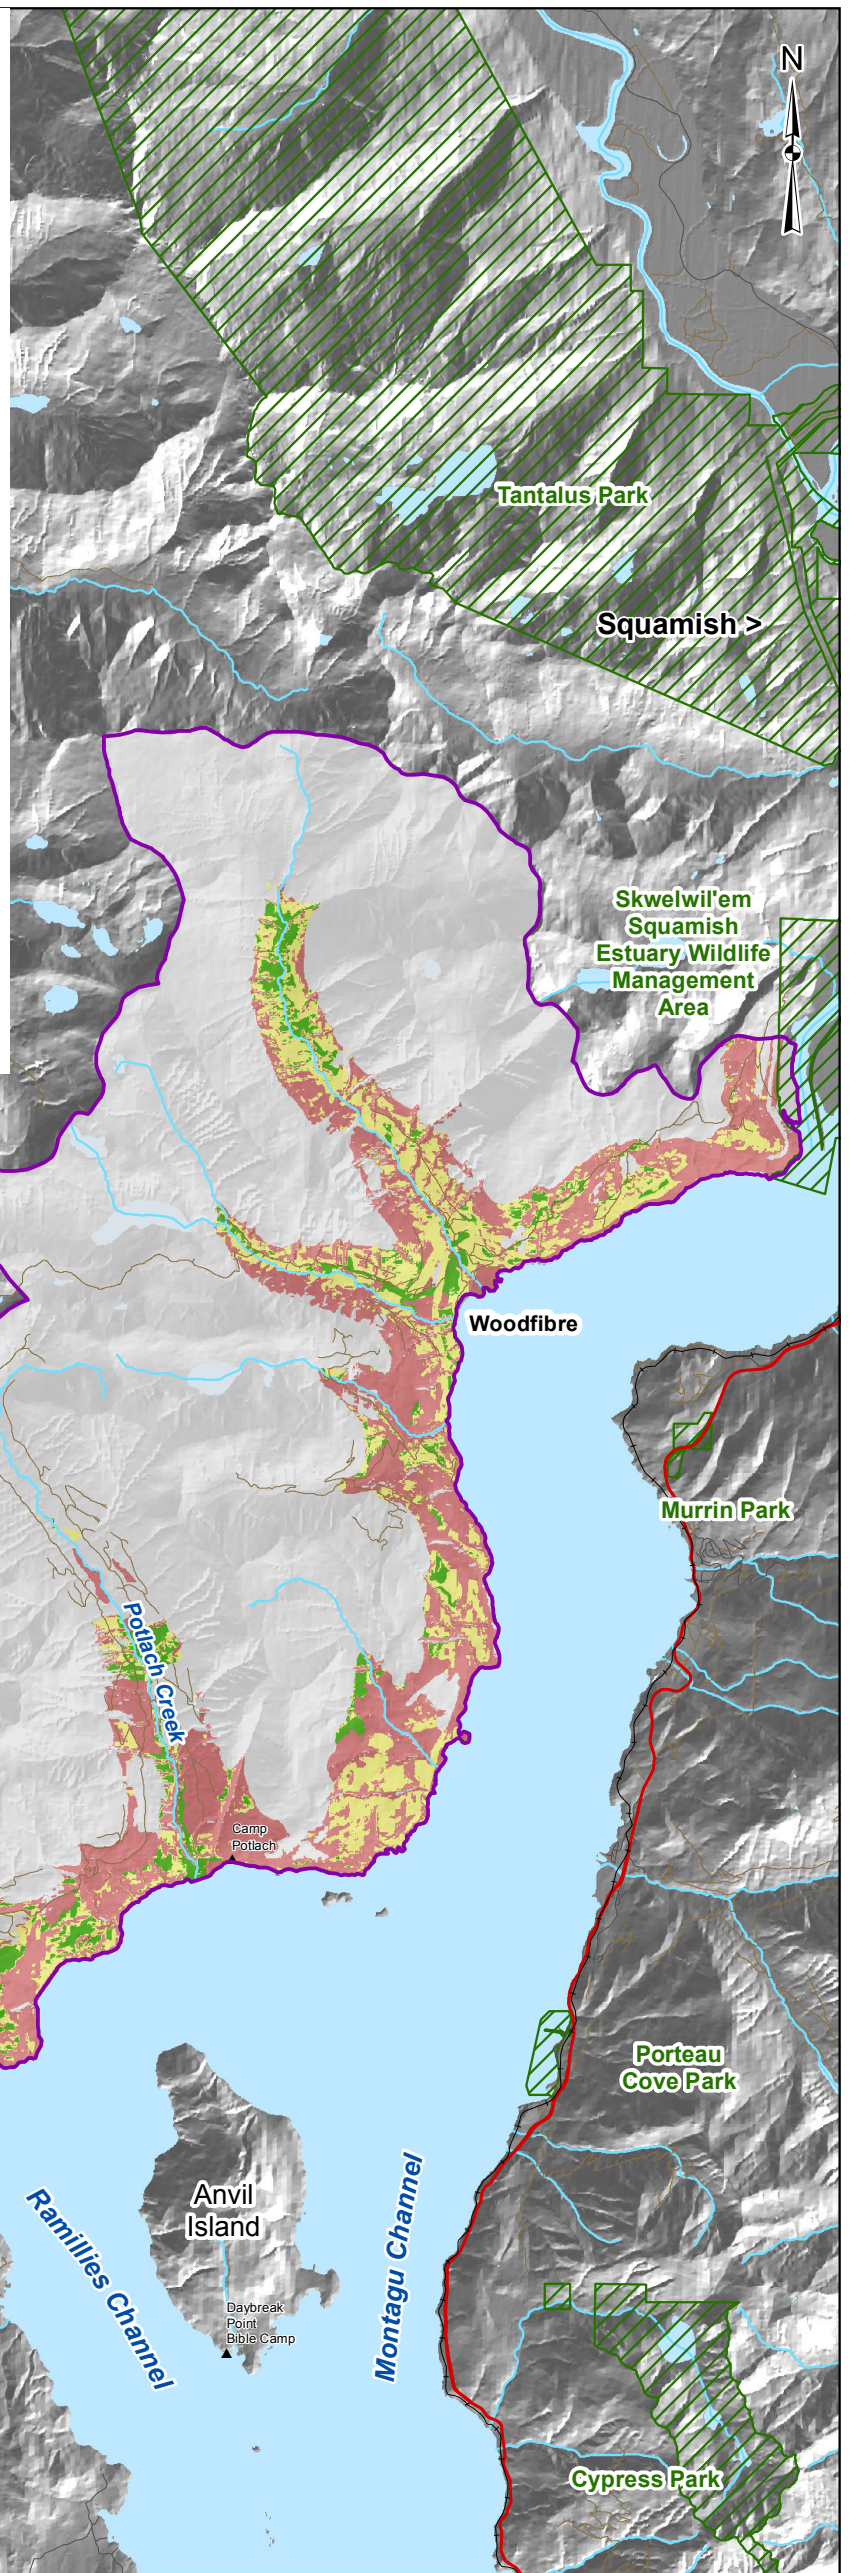 N
Tantalus Park
Squamish >
Skwelwil'em
Squamish
Estuary Wildlife
Management
Area
Woodfibre
Murrin Park
Potlach Creek
Camp
Potlach
Porteau
Cove Park
Anvil
Island
Ramillies Channel
Montagu Channel
Daybreak
Point
Bible Camp
Cypress Park